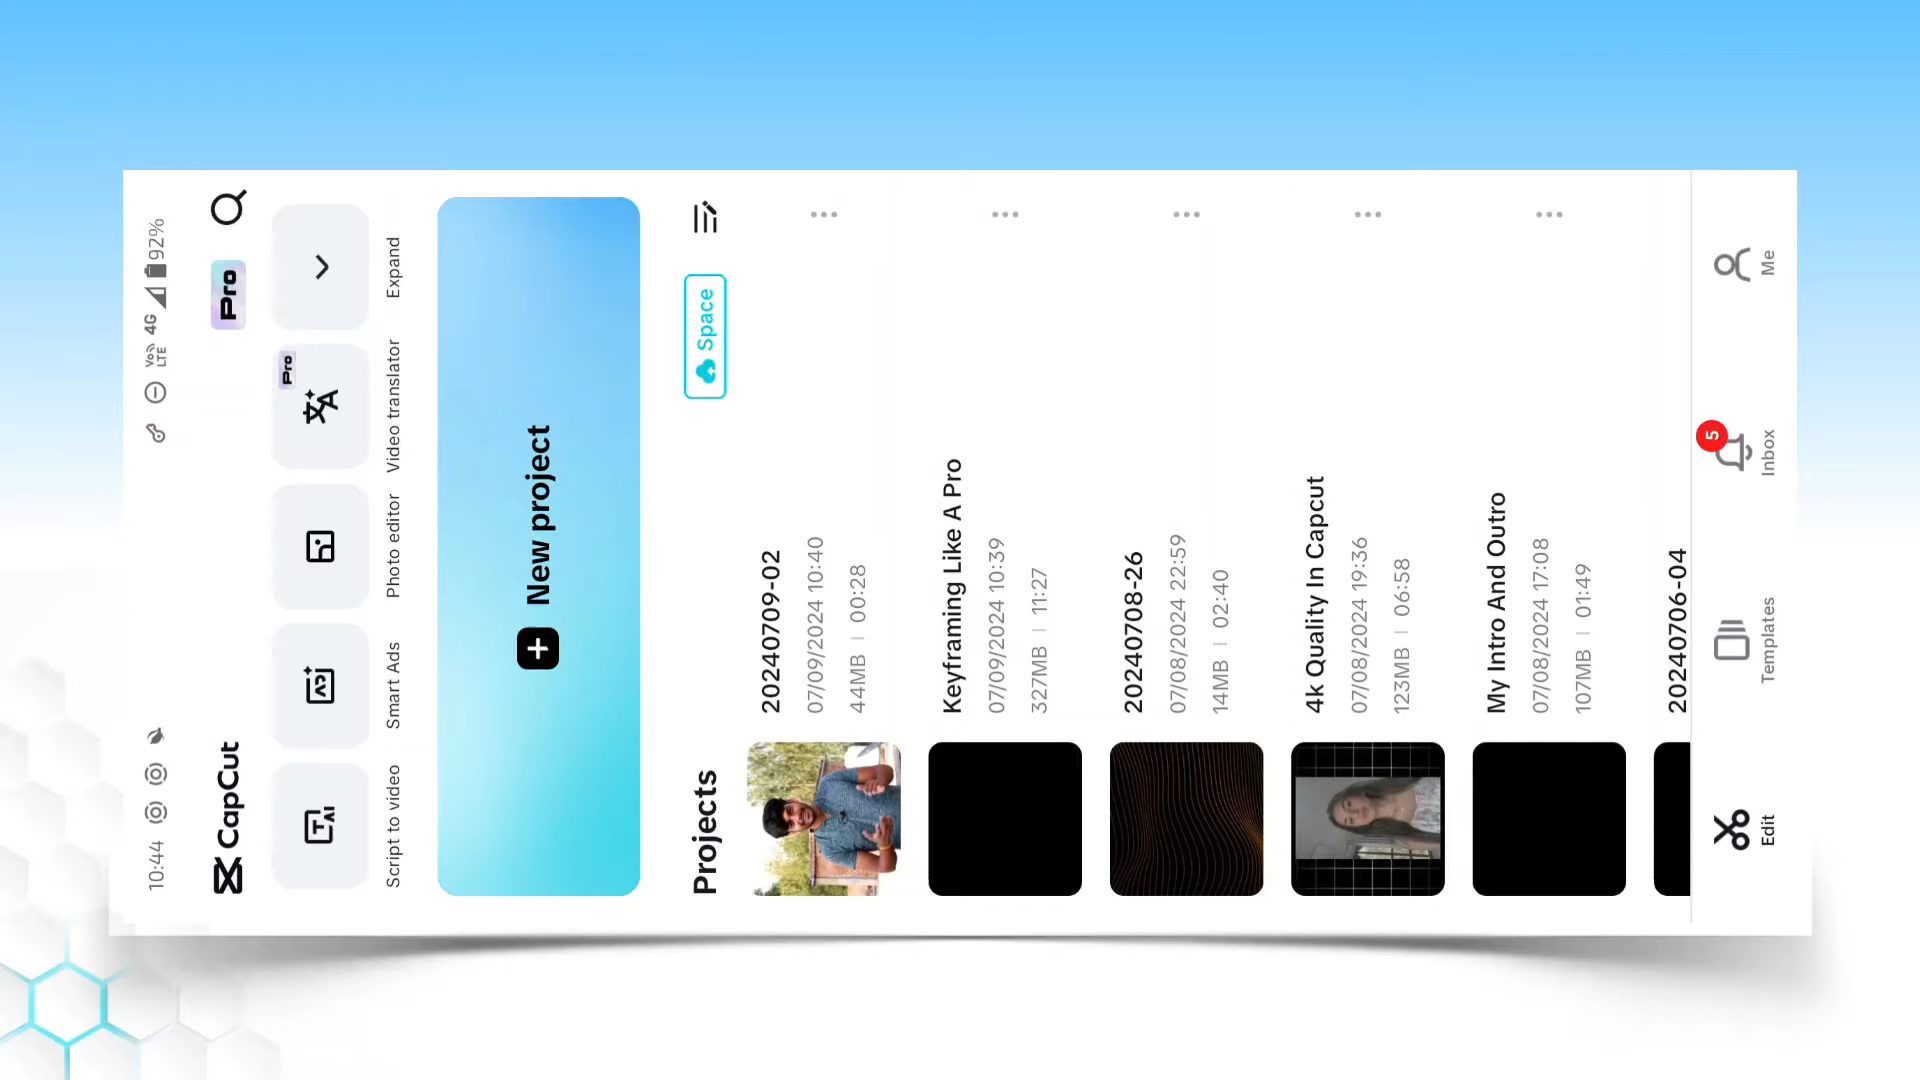 10:44
Vo) LTE 4G 92%
CapCut
Pro
Script to video
Smart Ads
Photo editor
Pro
Video translator
Expand
New project
Projects
Space
20240709-02
07/09/2024 10:40
44MB | 00:28
Keyframing Like A Pro
07/09/2024 10:39
327MB | 11:27
20240708-26
07/08/2024 22:59
14MB | 02:40
4k Quality In Capcut
07/08/2024 19:36
123MB | 06:58
My Intro And Outro
07/08/2024 17:08
107MB | 01:49
20240706-04
Edit
Templates
5
Inbox
Me